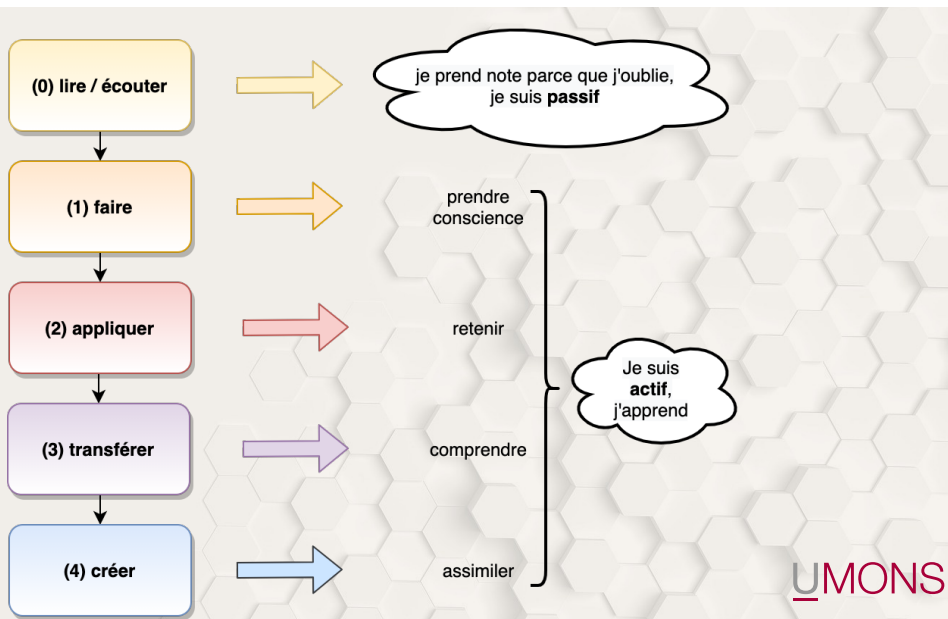 (0) lire / écouter
je prend note parce que j'oublie,
je suis passif
(1) faire
prendre
conscience
(2) appliquer
retenir
Je suis
actif,
j'apprend
(3) transférer
comprendre
(4) créer
assimiler
UMONS